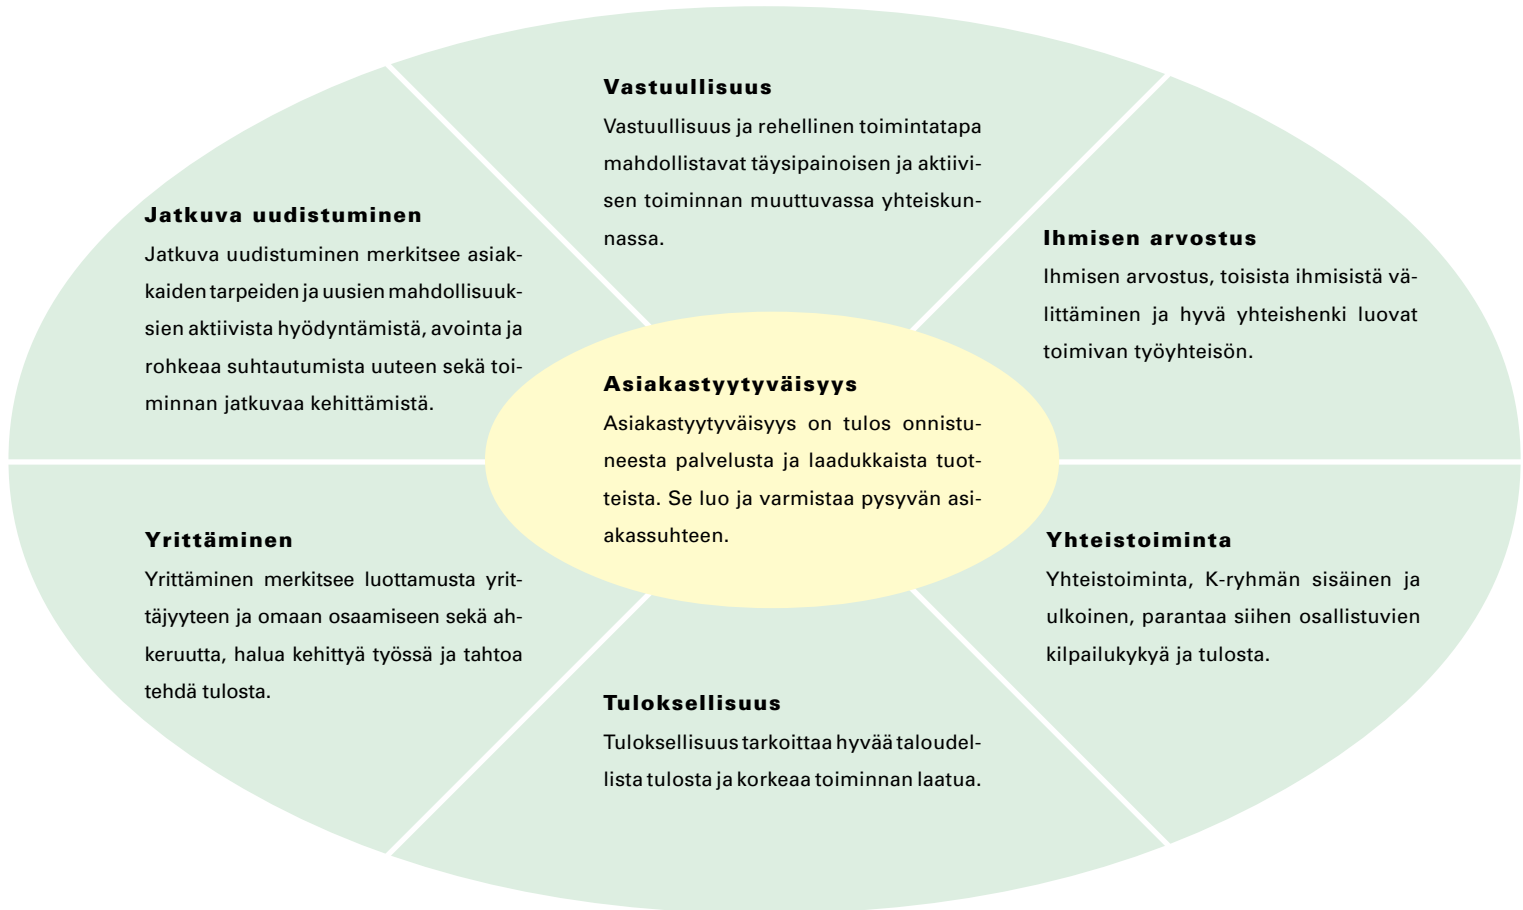 Vastuullisuus
Vastuullisuus ja rehellinen toimintatapa
mahdollistavat täysipainoisen ja aktiivi-
sen toiminnan muuttuvassa yhteiskun-
nassa.
Jatkuva uudistuminen
Jatkuva uudistuminen merkitsee asiak-
kaiden tarpeiden ja uusien mahdollisuuk-
sien aktiivista hyödyntämistä, avointa ja
rohkeaa suhtautumista uuteen sekä toi-
minnan jatkuvaa kehittämistä.
Ihmisen arvostus
Ihmisen arvostus, toisista ihmisistä vä-
littäminen ja hyvä yhteishenki luovat
toimivan työyhteisön.
Asiakastyytyväisyys
Asiakastyytyväisyys on tulos onnistu-
neesta palvelusta ja laadukkaista tuot-
teista. Se luo ja varmistaa pysyvän asi-
akassuhteen.
Yrittäminen
Yrittäminen merkitsee luottamusta yrit-
täjyyteen ja omaan osaamiseen sekä ah-
keruutta, halua kehittyä työssä ja tahtoa
tehdä tulosta.
Yhteistoiminta
Yhteistoiminta, K-ryhmän sisäinen ja
ulkoinen, parantaa siihen osallistuvien
kilpailukykyä ja tulosta.
Tuloksellisuus
Tuloksellisuus tarkoittaa hyvää taloudel-
lista tulosta ja korkeaa toiminnan laatua.